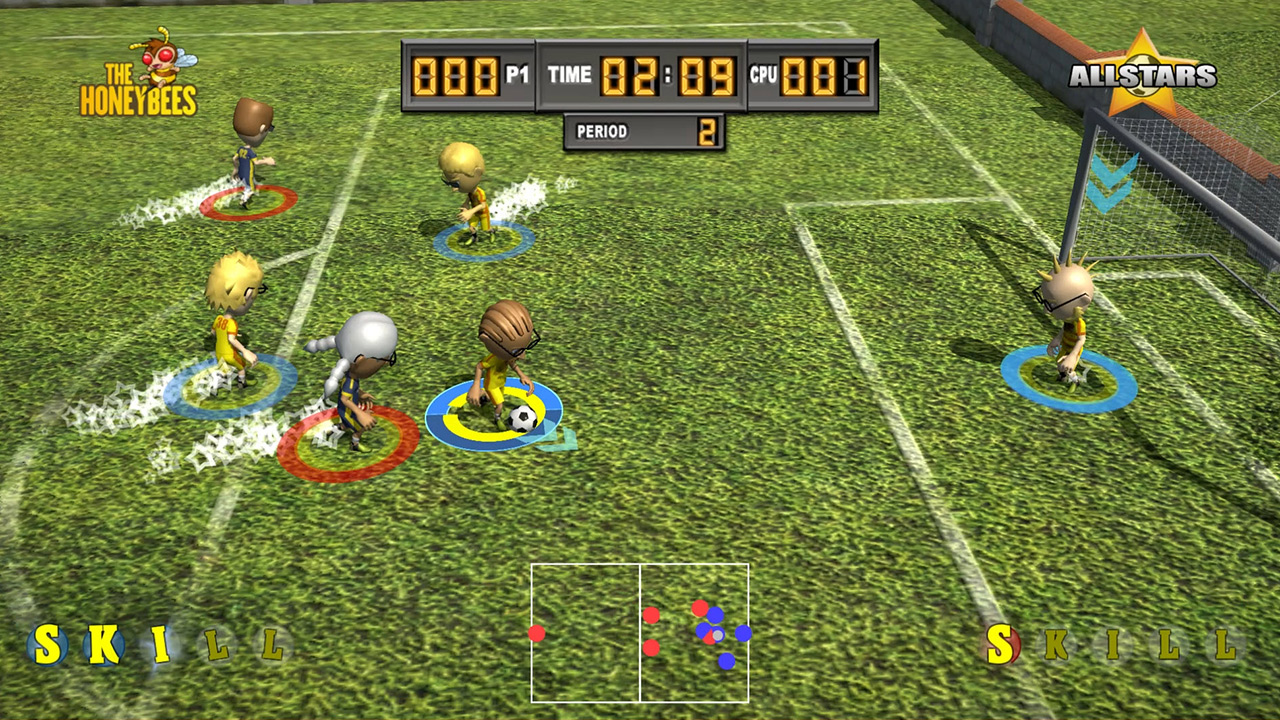 THE
HONEYBEES
000 P1 TIME 02:09 CPU 001
PERIOD 2
ALLSTARS
SKILL
SKILL